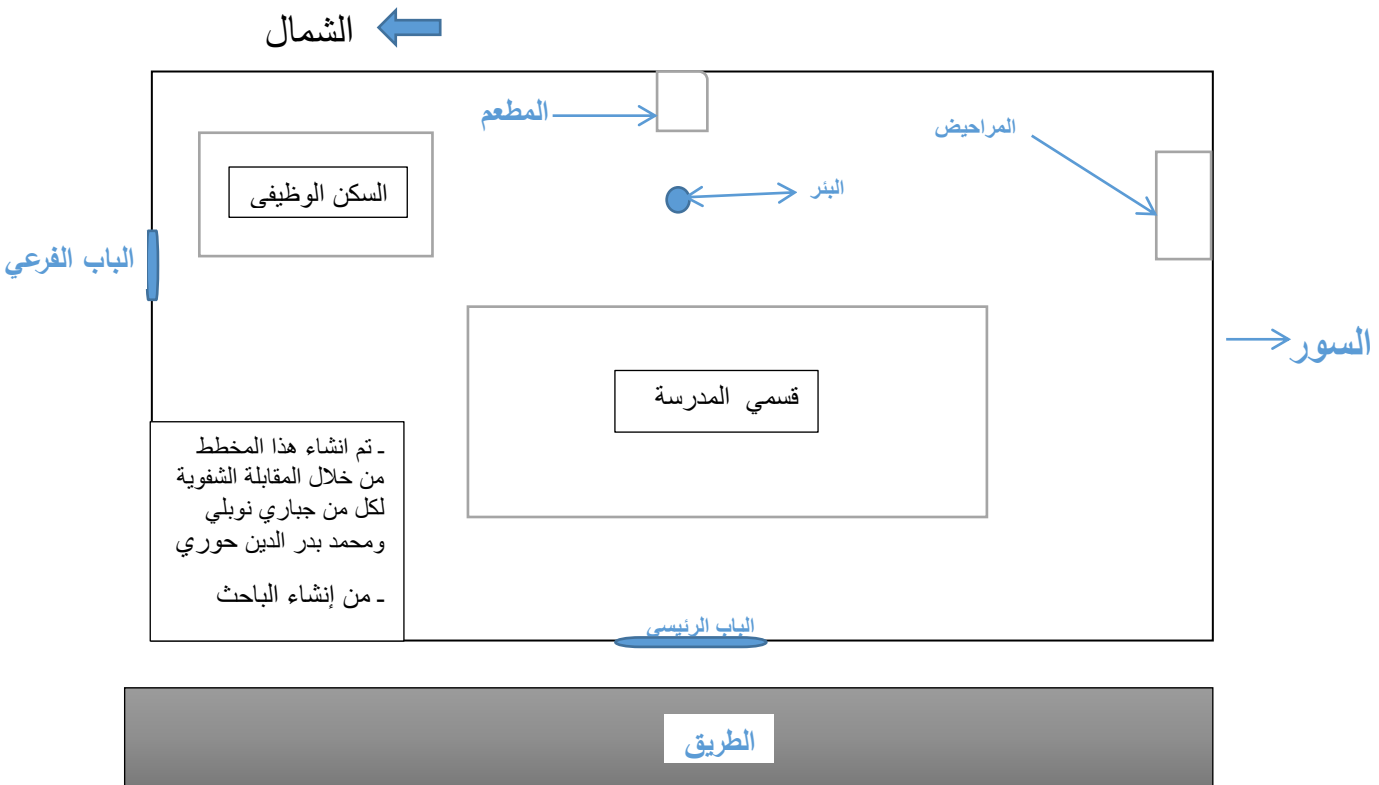 الشمال
المطعم
المراحيض
السكن الوظيفى
البئر
الباب الفرعي
السور
قسمي المدرسة
ـ تم انشاء هذا المخطط
من خلال المقابلة الشفوية
لكل من جباري نوبلي
ومحمد بدر الدين حوري
ـ من إنشاء الباحث
الباب الرئيسي
الطريق